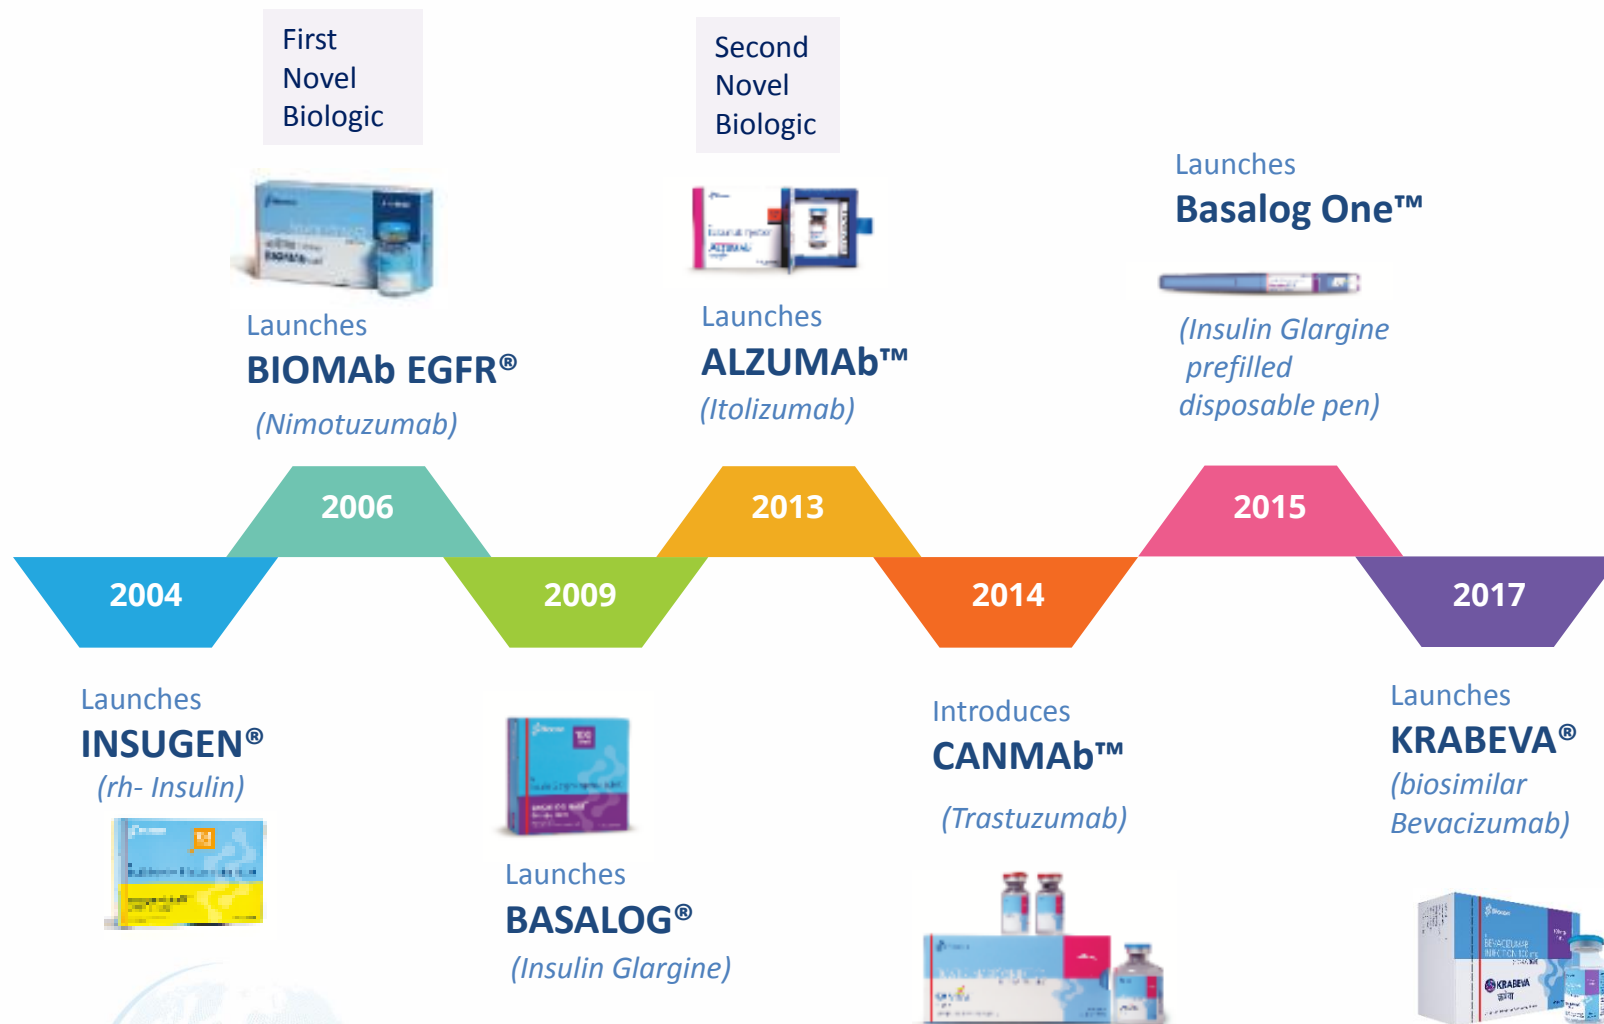 First
Novel
Biologic
Second
Novel
Biologic
Launches
BIOMAb EGFR®
(Nimotuzumab)
Launches
ALZUMAb™
(Itolizumab)
Launches
Basalog One™
(Insulin Glargine
prefilled
disposable pen)
2006
2013
2015
2004
2009
2014
2017
Launches
INSUGEN®
(rh- Insulin)
Launches
BASALOG®
(Insulin Glargine)
Introduces
CANMAb™
(Trastuzumab)
Launches
KRABEVA®
(biosimilar
Bevacizumab)
BEVACIZUMAB
KRABEVA